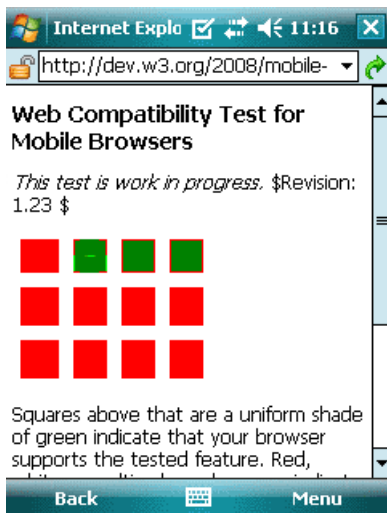 Internet Explo 11:16
http://dev.w3.org/2008/mobile-
Web Compatibility Test for
Mobile Browsers
This test is work in progress. $Revision:
1.23 $
Squares above that are a uniform shade
of green indicate that your browser
supports the tested feature. Red,
Back Menu